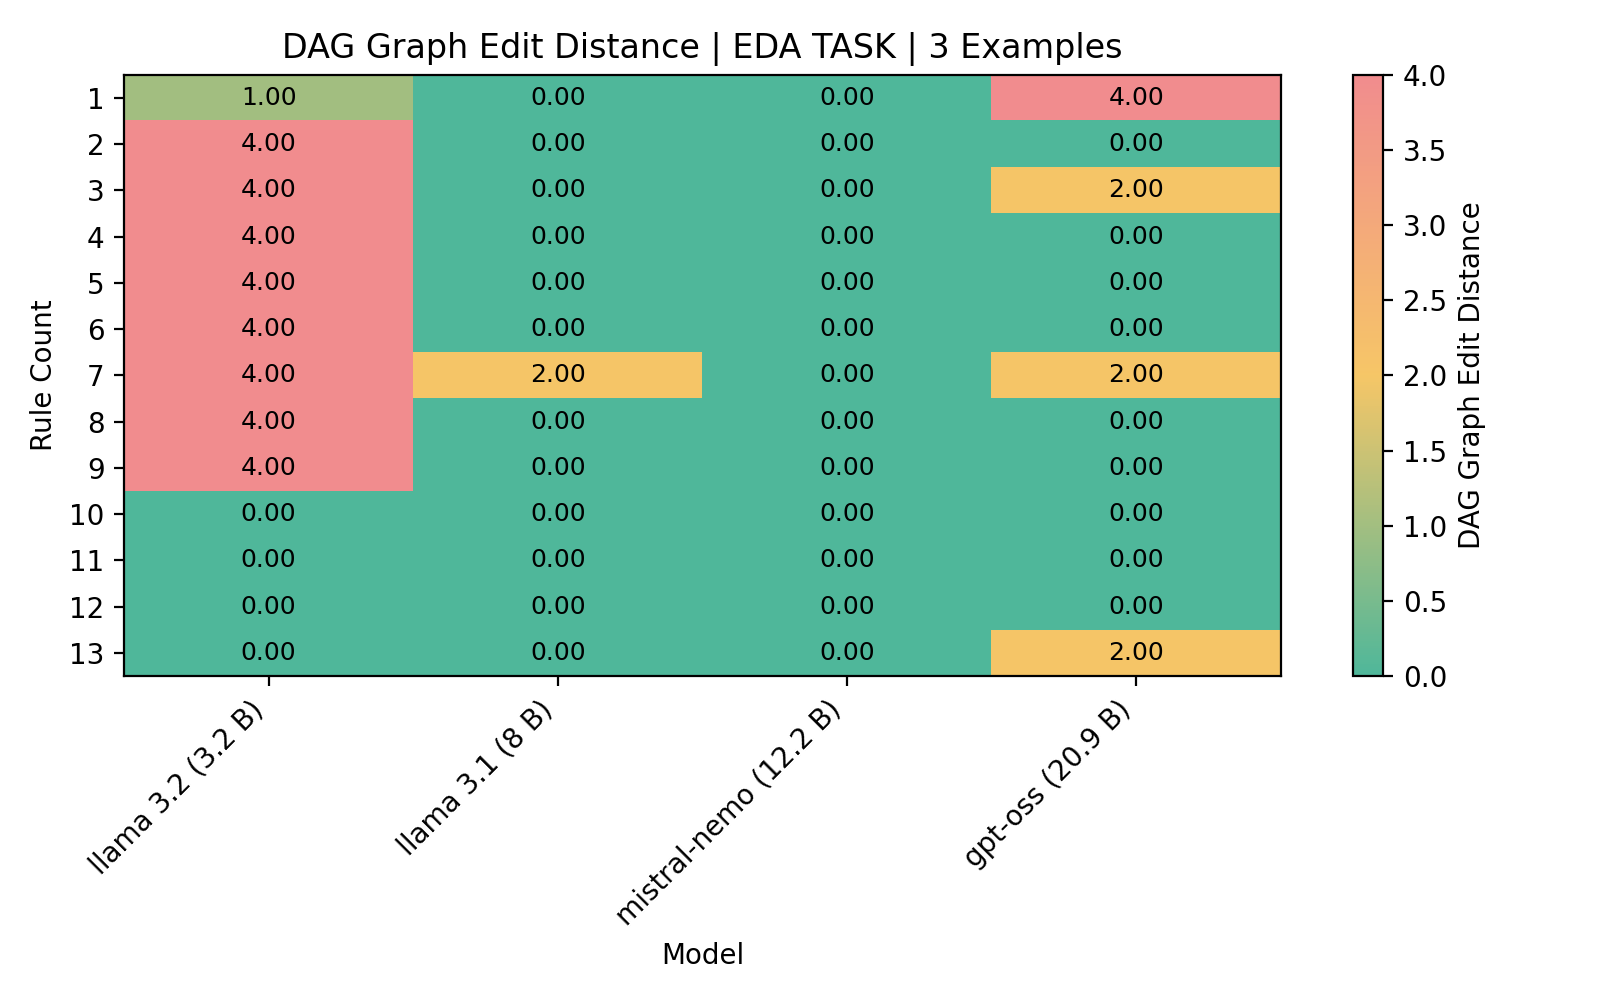 DAG Graph Edit Distance | EDA TASK | 3 Examples
Rule Count
1 1.00 0.00 0.00 4.00
2 4.00 0.00 0.00 0.00
3 4.00 0.00 0.00 2.00
4 4.00 0.00 0.00 0.00
5 4.00 0.00 0.00 0.00
6 4.00 0.00 0.00 0.00
7 4.00 2.00 0.00 2.00
8 4.00 0.00 0.00 0.00
9 4.00 0.00 0.00 0.00
10 0.00 0.00 0.00 0.00
11 0.00 0.00 0.00 0.00
12 0.00 0.00 0.00 0.00
13 0.00 0.00 0.00 2.00
llama 3.2 (3.2 B)
llama 3.1 (8 B)
mistral-nemo (12.2 B)
gpt-oss (20.9 B)
Model
4.0
3.5
3.0
2.5
2.0
1.5
1.0
0.5
0.0
DAG Graph Edit Distance